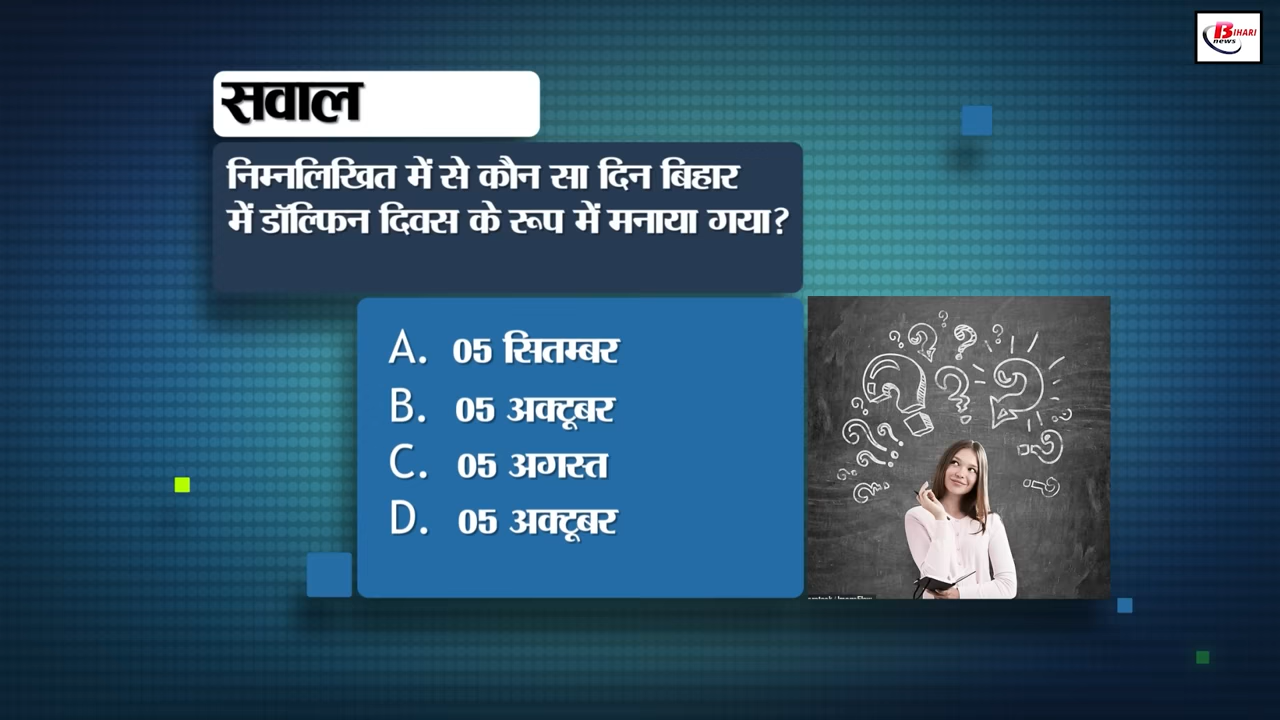 BIHARI
news
सवाल
निम्नलिखित में से कौन सा दिन बिहार
में डॉल्फिन दिवस के रूप में मनाया गया?
A. 05 सितम्बर
B. 05 अक्टूबर
C. 05 अगस्त
D. 05 अक्टूबर